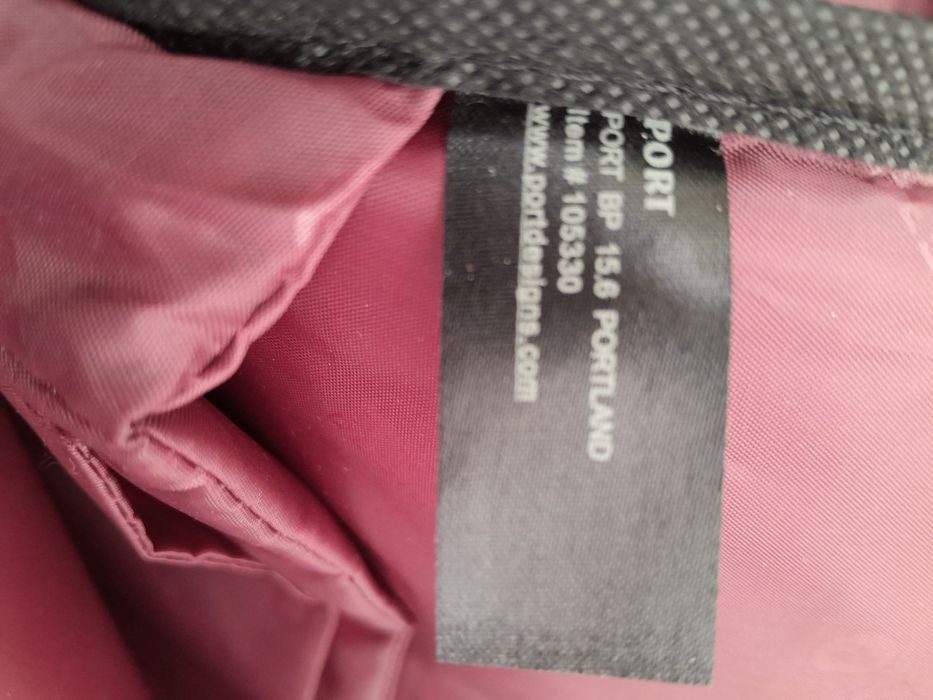 PORT
PORT BP 15,6 PORTLAND
Item # 105330
www.portdesigns.com